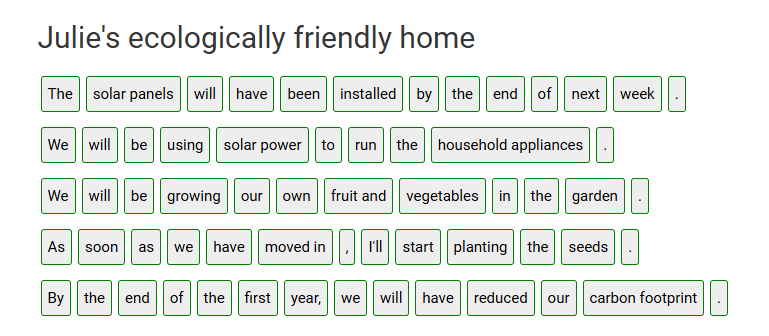 Julie's ecologically friendly home
The solar panels will have been installed by the end of next week .
We will be using solar power to run the household appliances .
We will be growing our own fruit and vegetables in the garden .
As soon as we have moved in , I'll start planting the seeds .
By the end of the first year, we will have reduced our carbon footprint .